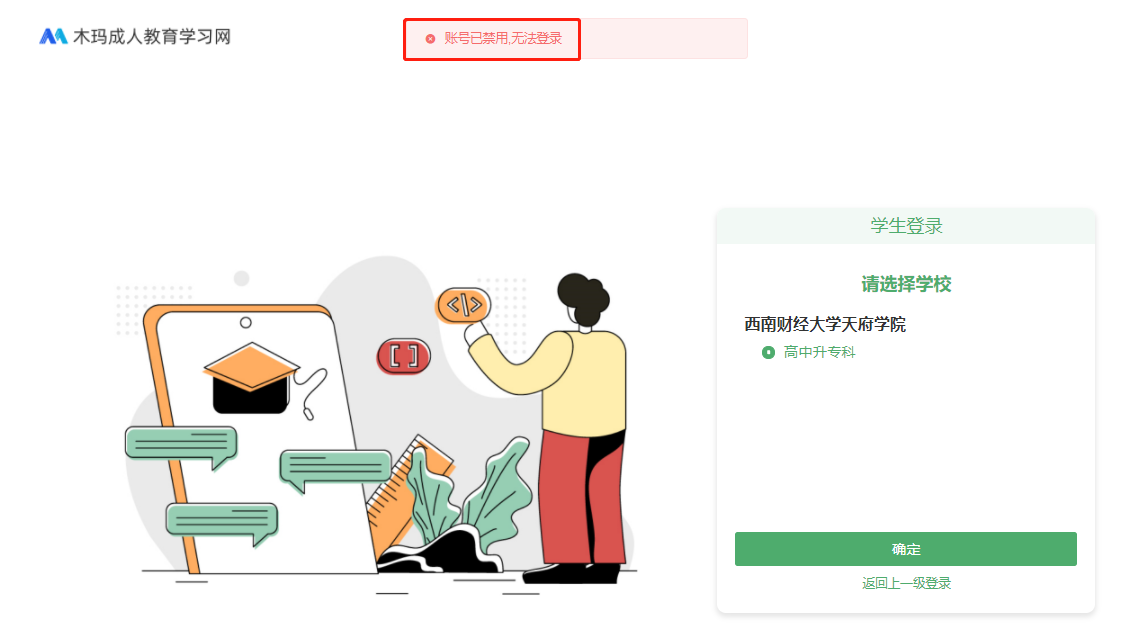 木玛成人教育学习网
账号已禁用,无法登录
学生登录
请选择学校
西南财经大学天府学院
高中升专科
</>
[ ]
确定
返回上一级登录